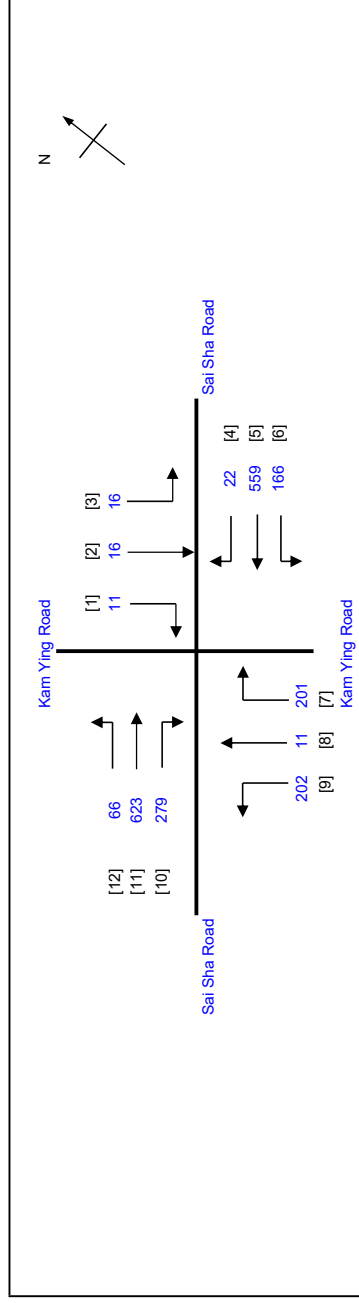 N
Kam Ying Road
[1] [2] [3]
11 16 16
[12] 66
[11] 623
[10] 279
Sai Sha Road
Sai Sha Road
22 [4]
559 [5]
166 [6]
202 11 201
[9] [8] [7]
Kam Ying Road